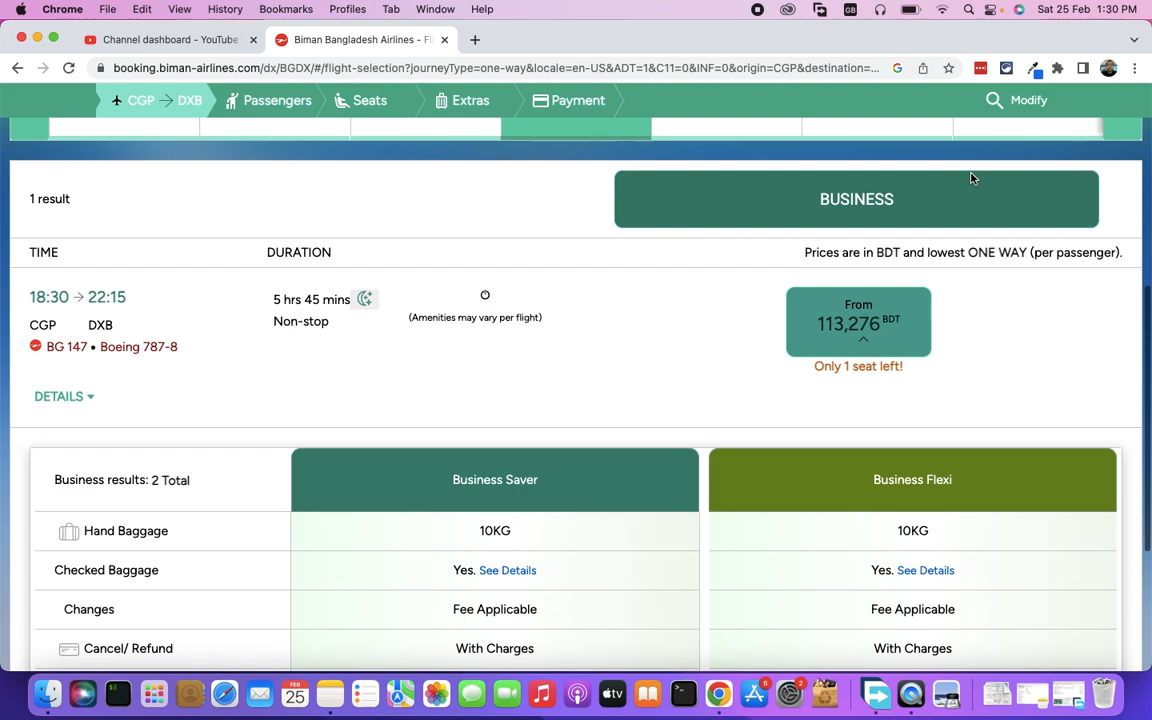 Chrome File Edit View History Bookmarks Profiles Tab Window Help GB Sat 25 Feb 1:30 PM
Channel dashboard - YouTube Biman Bangladesh Airlines - Fl
booking.biman-airlines.com/dx/BGDX/#/flight-selection?journeyType=one-way&locale=en-US&ADT=1&C11=0&INF=0&origin=CGP&destination=...
CGP → DXB Passengers Seats Extras Payment Modify
1 result BUSINESS
TIME DURATION Prices are in BDT and lowest ONE WAY (per passenger).
18:30 → 22:15 5 hrs 45 mins From
CGP DXB Non-stop (Amenities may vary per flight) 113,276 BDT
BG 147 • Boeing 787-8
Only 1 seat left!
DETAILS
Business results: 2 Total Business Saver Business Flexi
Hand Baggage 10KG 10KG
Checked Baggage Yes. See Details Yes. See Details
Changes Fee Applicable Fee Applicable
Cancel/ Refund With Charges With Charges
FEB
25 tv 6 2